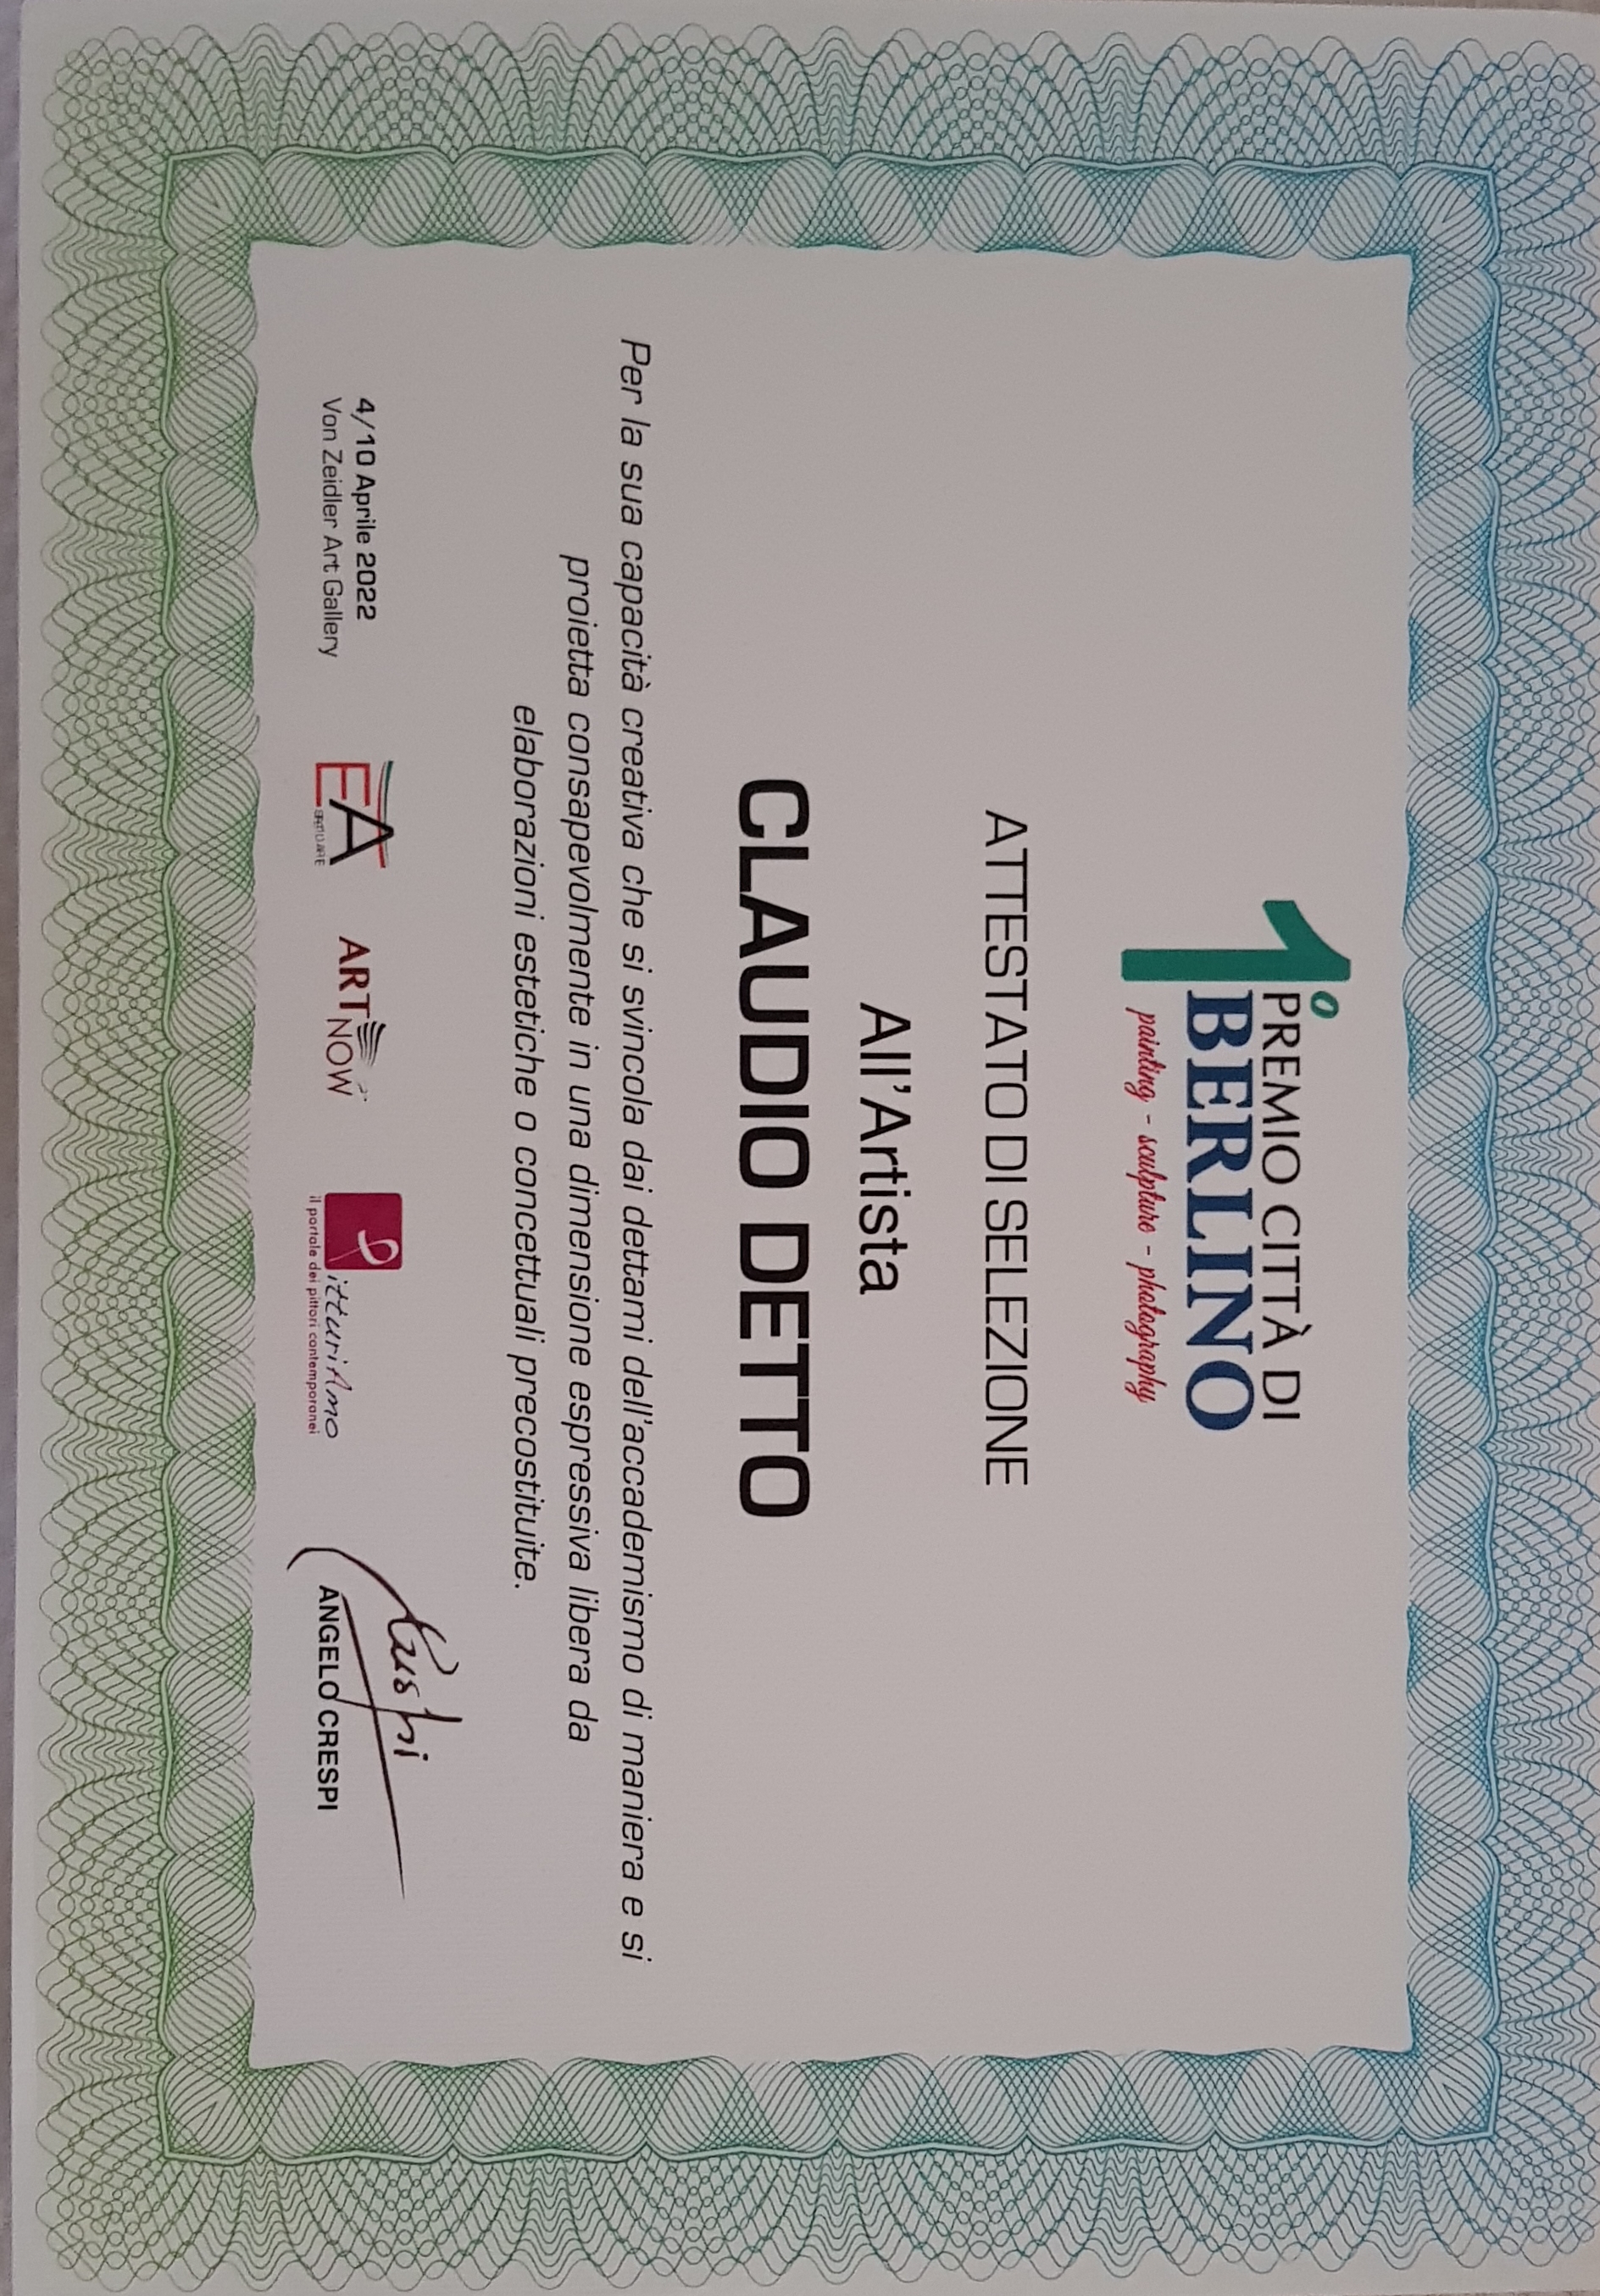 1° PREMIO CITTÀ DI
BERLINO
painting - sculpture - photography
ATTESTATO DI SELEZIONE
All'Artista
CLAUDIO DETTO
Per la sua capacità creativa che si svincola dai dettami dell'accademismo di maniera e si
proietta consapevolmente in una dimensione espressiva libera da
elaborazioni estetiche o concettuali precostituite.
4/10 Aprile 2022
Von Zeidler Art Gallery
EA
ART NOW
PitturiAmo
il portale dei pittori contemporanei
ANGELO CRESPI